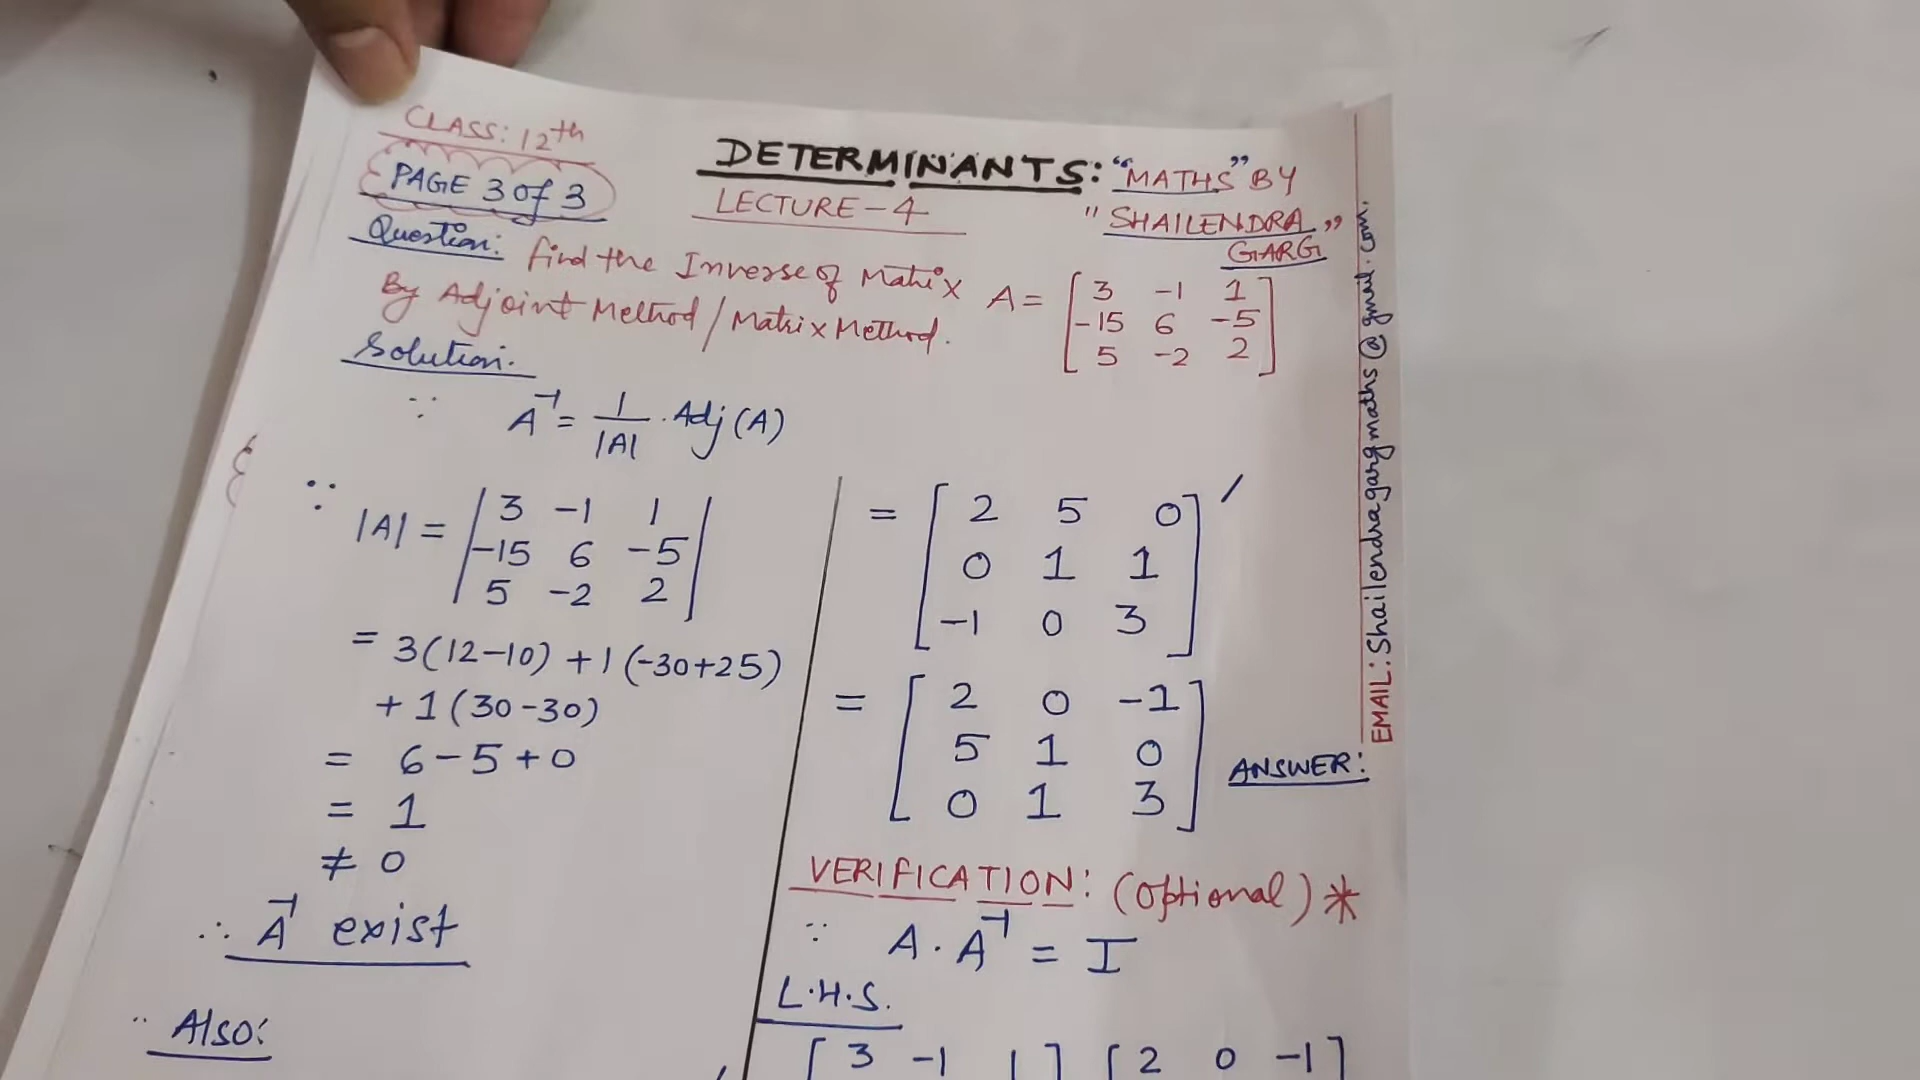 CLASS: 12th
PAGE 3 of 3
DETERMINANTS: "MATHS" BY
LECTURE-4
"SHAILENDRA"
GARG
Question: find the Inverse of Matrix
By Adjoint Method/Matrix Method.
A= [ 3 -1 1
-15 6 -5
5 -2 2 ]
Solution.
∵ A⁻¹ = 1/|A| . Adj (A)
∵ |A| = | 3 -1 1
-15 6 -5
5 -2 2 |
= 3(12-10) +1(-30+25)
+ 1(30-30)
= 6-5+0
= 1
≠ 0
∴ A⁻¹ exist
∵ Also:
= [ 2 5 0
0 1 1
-1 0 3 ]′
= [ 2 0 -1
5 1 0
0 1 3 ] ANSWER:
VERIFICATION: (Optional)*
∵ A . A⁻¹ = I
L.H.S.
[ 3 -1 1 ] [ 2 0 -1 ]
EMAIL: Shailendragargmaths@gmail.com.